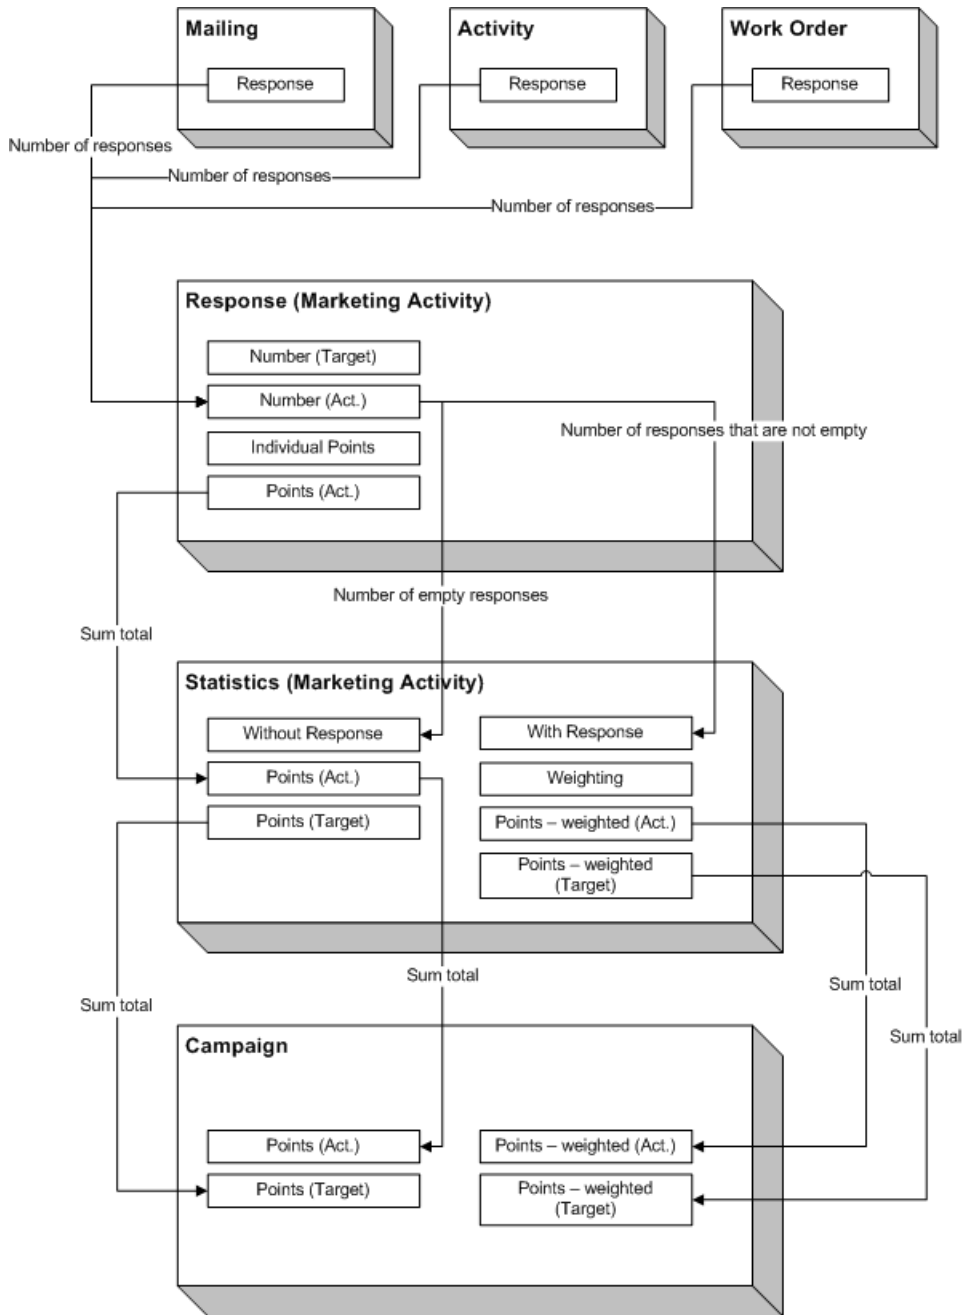 Mailing
Activity
Work Order
Response
Response
Response
Number of responses
Number of responses
Number of responses
Response (Marketing Activity)
Number (Target)
Number (Act.)
Number of responses that are not empty
Individual Points
Points (Act.)
Number of empty responses
Sum total
Statistics (Marketing Activity)
Without Response
With Response
Points (Act.)
Weighting
Points (Target)
Points – weighted (Act.)
Points – weighted
(Target)
Sum total
Sum total
Sum total
Sum total
Campaign
Points (Act.)
Points – weighted (Act.)
Points (Target)
Points – weighted
(Target)